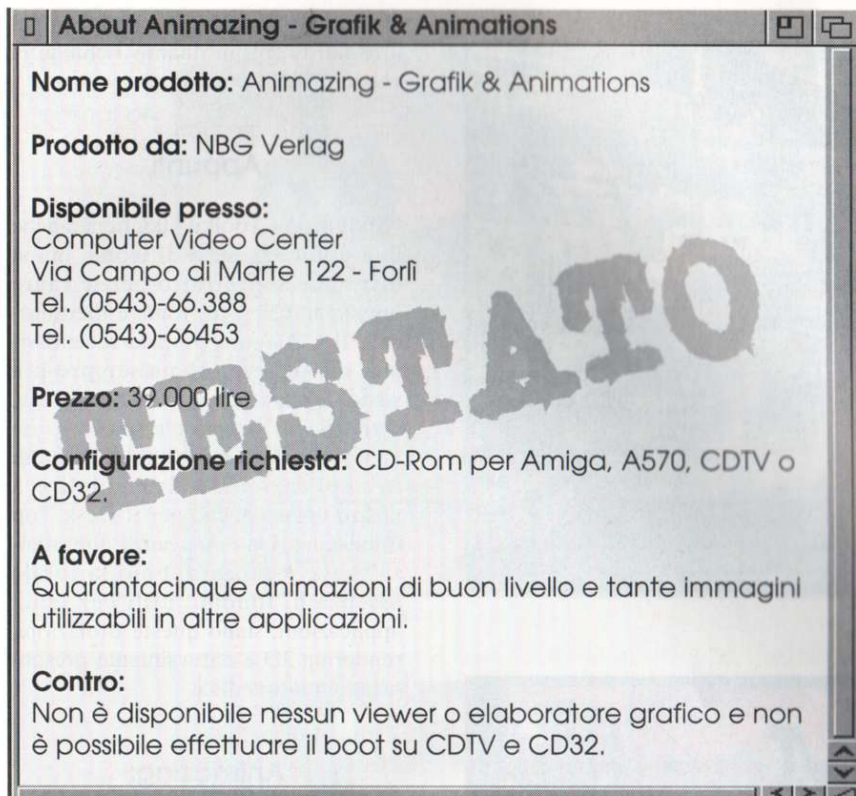 About Animazing - Grafik & Animations
Nome prodotto: Animazing - Grafik & Animations
Prodotto da: NBG Verlag
Disponibile presso:
Computer Video Center
Via Campo di Marte 122 - Forlì
Tel. (0543)-66.388
Tel. (0543)-66453
Prezzo: 39.000 lire
Configurazione richiesta: CD-Rom per Amiga, A570, CDTV o
CD32.
A favore:
Quarantacinque animazioni di buon livello e tante immagini
utilizzabili in altre applicazioni.
Contro:
Non è disponibile nessun viewer o elaboratore grafico e non
è possibile effettuare il boot su CDTV e CD32.
TESTATO